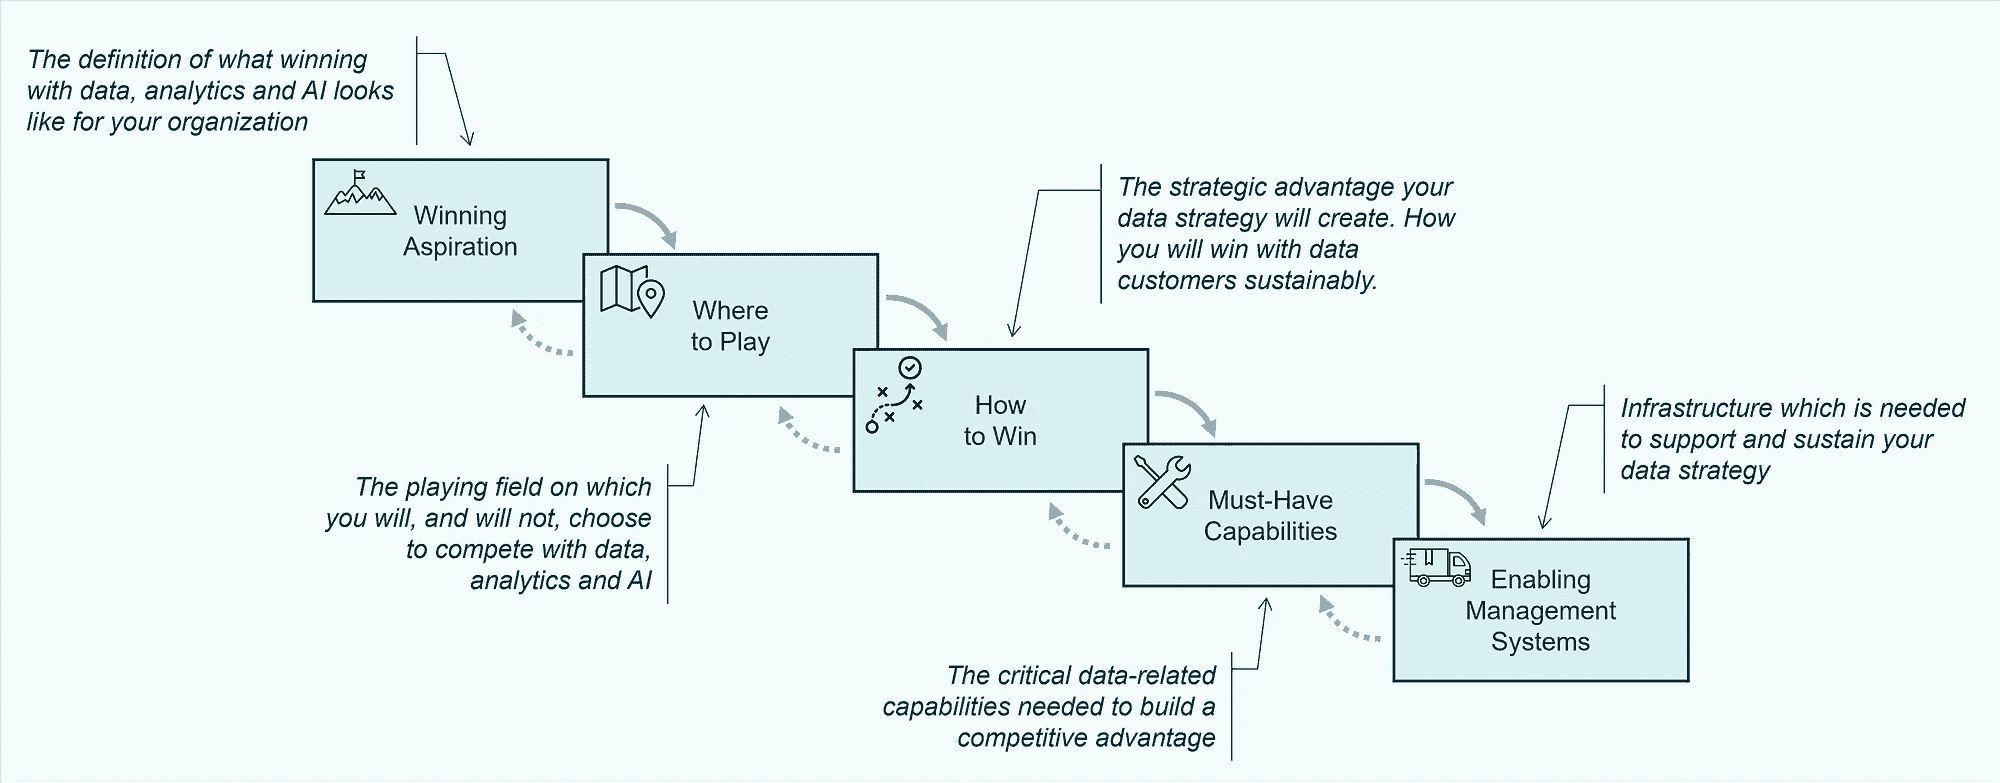 The definition of what winning
with data, analytics and AI looks
like for your organization
Winning
Aspiration
The strategic advantage your
data strategy will create. How
you will win with data
customers sustainably.
Where
to Play
How
to Win
The playing field on which
you will, and will not, choose
to compete with data,
analytics and AI
Must-Have
Capabilities
Infrastructure which is needed
to support and sustain your
data strategy
Enabling
Management
Systems
The critical data-related
capabilities needed to build a
competitive advantage